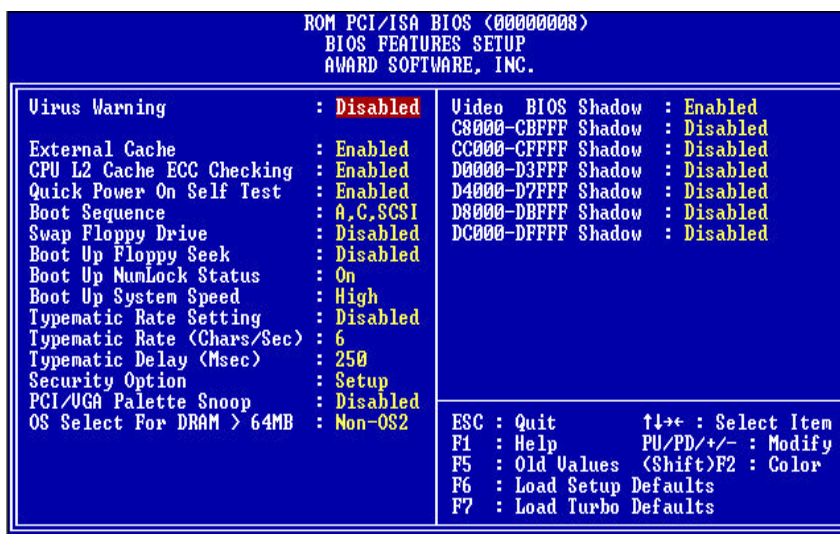 ROM PCI/ISA BIOS (00000008)
BIOS FEATURES SETUP
AWARD SOFTWARE, INC.
Virus Warning : Disabled
External Cache : Enabled
CPU L2 Cache ECC Checking : Enabled
Quick Power On Self Test : Enabled
Boot Sequence : A,C,SCSI
Swap Floppy Drive : Disabled
Boot Up Floppy Seek : Disabled
Boot Up NumLock Status : On
Boot Up System Speed : High
Typematic Rate Setting : Disabled
Typematic Rate (Chars/Sec) : 6
Typematic Delay (Msec) : 250
Security Option : Setup
PCI/VGA Palette Snoop : Disabled
OS Select For DRAM > 64MB : Non-OS2
Video BIOS Shadow : Enabled
C8000-CBFFF Shadow : Disabled
CC000-CFFFF Shadow : Disabled
D0000-D3FFF Shadow : Disabled
D4000-D7FFF Shadow : Disabled
D8000-DBFFF Shadow : Disabled
DC000-DFFFF Shadow : Disabled
ESC : Quit ↑↓→← : Select Item
F1 : Help PU/PD/+/- : Modify
F5 : Old Values (Shift)F2 : Color
F6 : Load Setup Defaults
F7 : Load Turbo Defaults